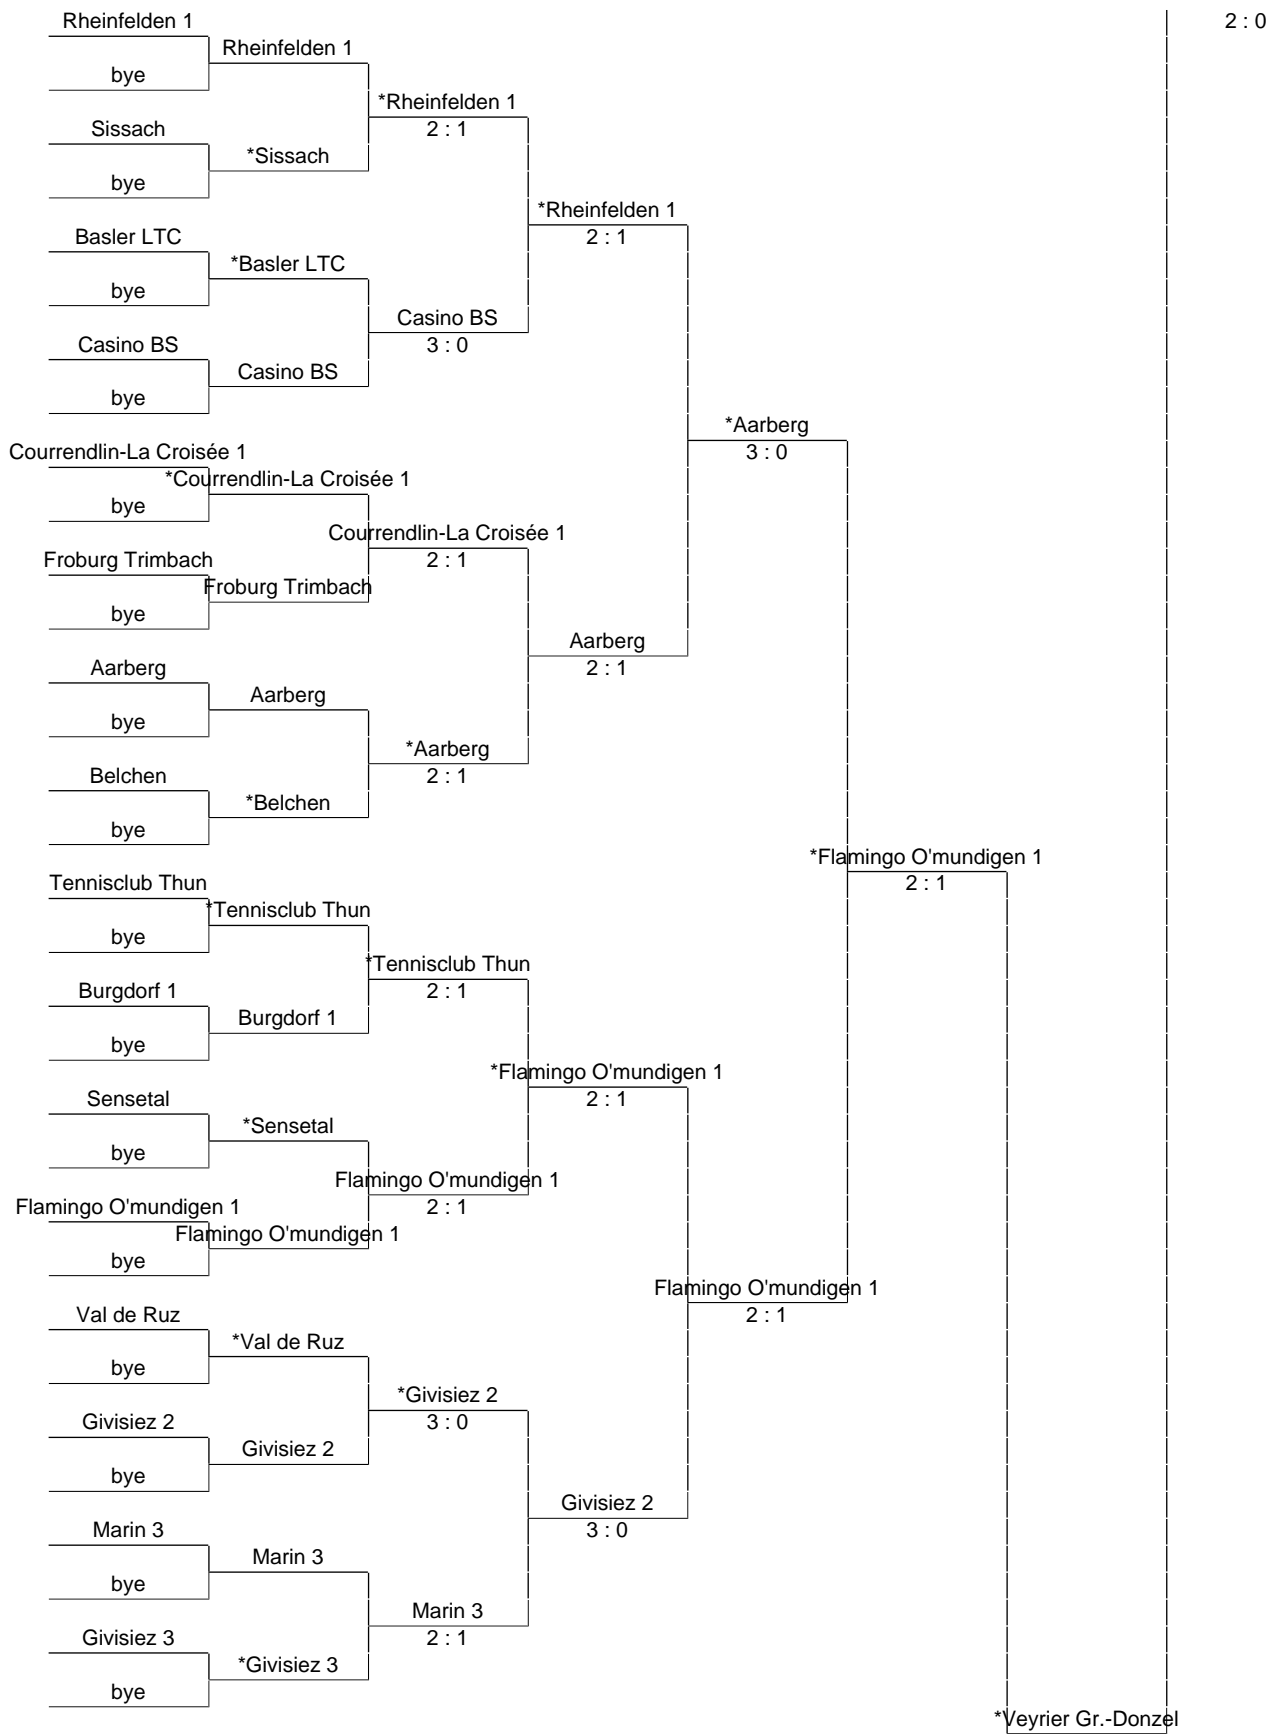 Rheinfelden 1
2 : 0
Rheinfelden 1
bye
*Rheinfelden 1
2 : 1
Sissach
*Sissach
bye
*Rheinfelden 1
2 : 1
Basler LTC
*Basler LTC
bye
Casino BS
3 : 0
Casino BS
Casino BS
bye
*Aarberg
3 : 0
Courrendlin-La Croisée 1
*Courrendlin-La Croisée 1
bye
Courrendlin-La Croisée 1
2 : 1
Froburg Trimbach
Froburg Trimbach
bye
Aarberg
2 : 1
Aarberg
Aarberg
bye
*Aarberg
2 : 1
Belchen
*Belchen
bye
*Flamingo O'mundigen 1
2 : 1
Tennisclub Thun
*Tennisclub Thun
bye
*Tennisclub Thun
2 : 1
Burgdorf 1
Burgdorf 1
bye
*Flamingo O'mundigen 1
2 : 1
Sensetal
*Sensetal
bye
Flamingo O'mundigen 1
2 : 1
Flamingo O'mundigen 1
Flamingo O'mundigen 1
bye
Flamingo O'mundigen 1
2 : 1
Val de Ruz
*Val de Ruz
bye
*Givisiez 2
3 : 0
Givisiez 2
Givisiez 2
bye
Givisiez 2
3 : 0
Marin 3
Marin 3
bye
Marin 3
2 : 1
Givisiez 3
*Givisiez 3
bye
*Veyrier Gr.-Donzel